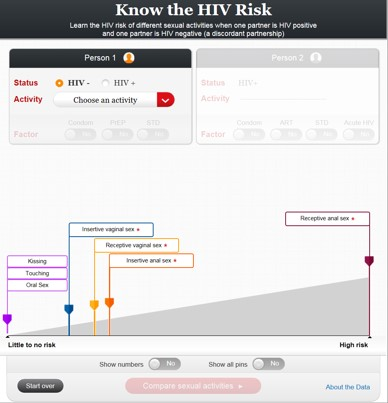 Know the HIV Risk
Learn the HIV risk of different sexual activities when one partner is HIV positive
and one partner is HIV negative (a discordant partnership)
Person 1
Person 2
Status HIV - HIV +
Status HIV+
Activity Choose an activity
Activity
Condom PrEP STD
Factor No No No
Condom ART STD Acute HIV
Factor No No No No
Receptive anal sex
Insertive vaginal sex
Receptive vaginal sex
Insertive anal sex
Kissing
Touching
Oral Sex
Little to no risk
High risk
Show numbers No
Show all pins No
Start over
Compare sexual activities
About the Data